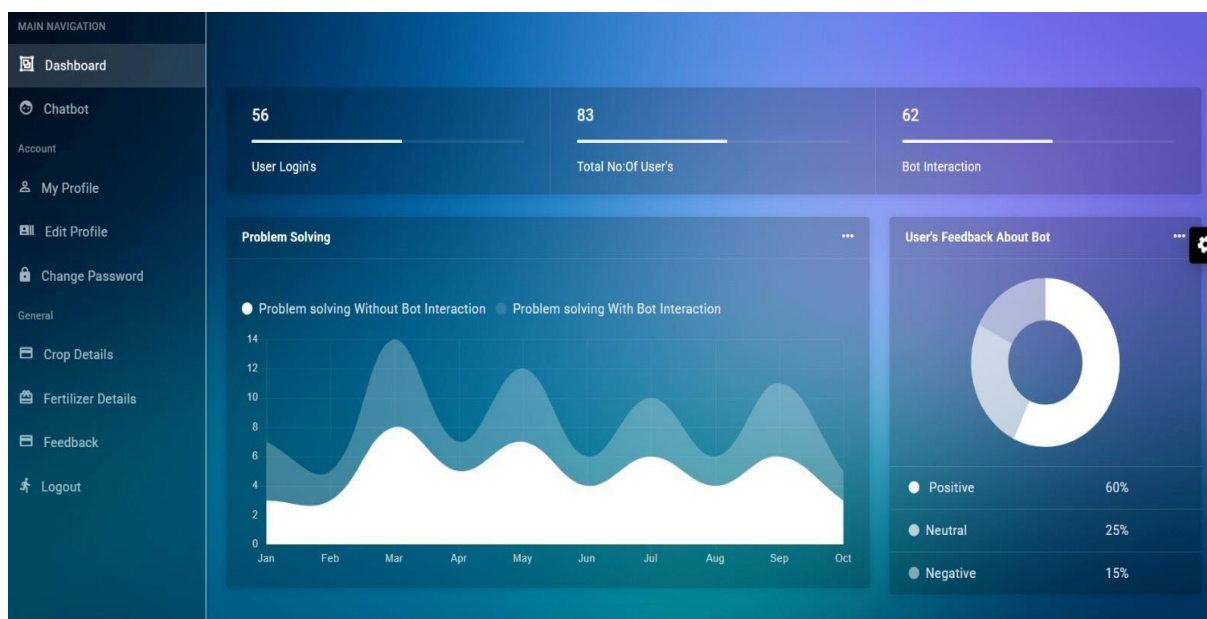 MAIN NAVIGATION
Dashboard
Chatbot
Account
My Profile
Edit Profile
Change Password
General
Crop Details
Fertilizer Details
Feedback
Logout
56
User Login's
83
Total No:Of User's
62
Bot Interaction
Problem Solving
Problem solving Without Bot Interaction Problem solving With Bot Interaction
14
12
10
8
6
4
2
0
Jan Feb Mar Apr May Jun Jul Aug Sep Oct
User's Feedback About Bot
Positive 60%
Neutral 25%
Negative 15%